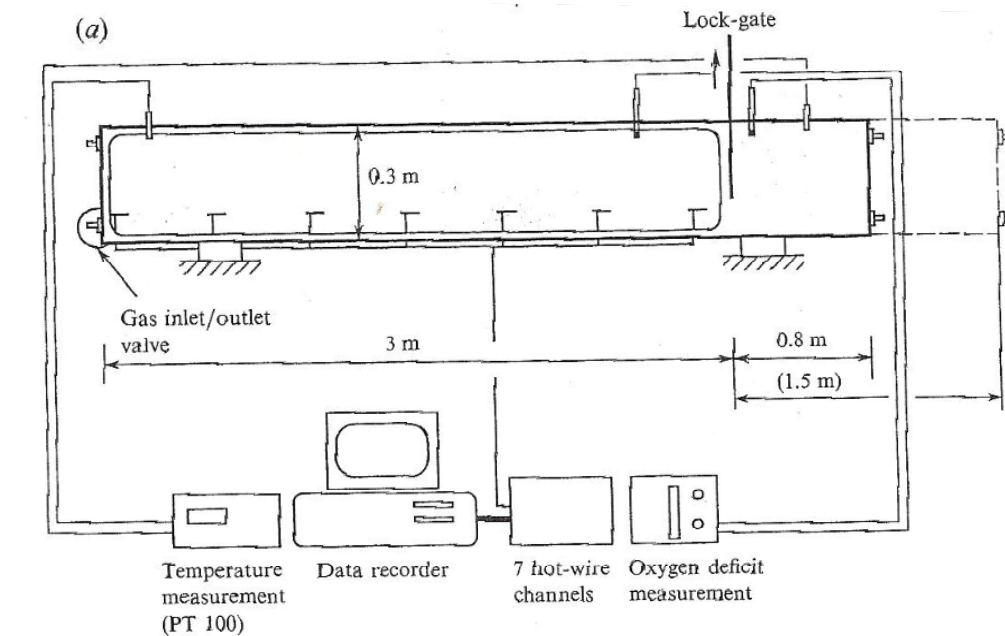 (a)
Lock-gate
0.3 m
Gas inlet/outlet
valve
3 m
0.8 m
(1.5 m)
Temperature
measurement
(PT 100)
Data recorder
7 hot-wire
channels
Oxygen deficit
measurement